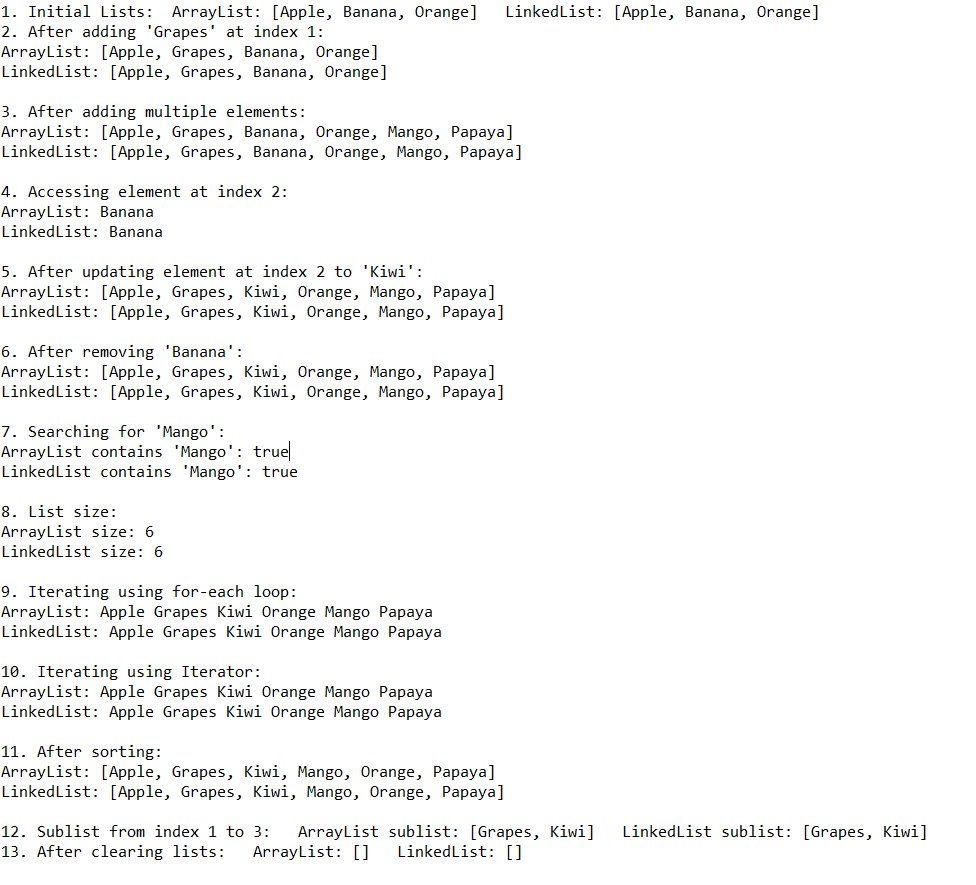 1. Initial Lists:  ArrayList: [Apple, Banana, Orange]   LinkedList: [Apple, Banana, Orange]
2. After adding 'Grapes' at index 1:
ArrayList: [Apple, Grapes, Banana, Orange]
LinkedList: [Apple, Grapes, Banana, Orange]
3. After adding multiple elements:
ArrayList: [Apple, Grapes, Banana, Orange, Mango, Papaya]
LinkedList: [Apple, Grapes, Banana, Orange, Mango, Papaya]
4. Accessing element at index 2:
ArrayList: Banana
LinkedList: Banana
5. After updating element at index 2 to 'Kiwi':
ArrayList: [Apple, Grapes, Kiwi, Orange, Mango, Papaya]
LinkedList: [Apple, Grapes, Kiwi, Orange, Mango, Papaya]
6. After removing 'Banana':
ArrayList: [Apple, Grapes, Kiwi, Orange, Mango, Papaya]
LinkedList: [Apple, Grapes, Kiwi, Orange, Mango, Papaya]
7. Searching for 'Mango':
ArrayList contains 'Mango': true
LinkedList contains 'Mango': true
8. List size:
ArrayList size: 6
LinkedList size: 6
9. Iterating using for-each loop:
ArrayList: Apple Grapes Kiwi Orange Mango Papaya
LinkedList: Apple Grapes Kiwi Orange Mango Papaya
10. Iterating using Iterator:
ArrayList: Apple Grapes Kiwi Orange Mango Papaya
LinkedList: Apple Grapes Kiwi Orange Mango Papaya
11. After sorting:
ArrayList: [Apple, Grapes, Kiwi, Mango, Orange, Papaya]
LinkedList: [Apple, Grapes, Kiwi, Mango, Orange, Papaya]
12. Sublist from index 1 to 3:   ArrayList sublist: [Grapes, Kiwi]   LinkedList sublist: [Grapes, Kiwi]
13. After clearing lists:   ArrayList: []   LinkedList: []